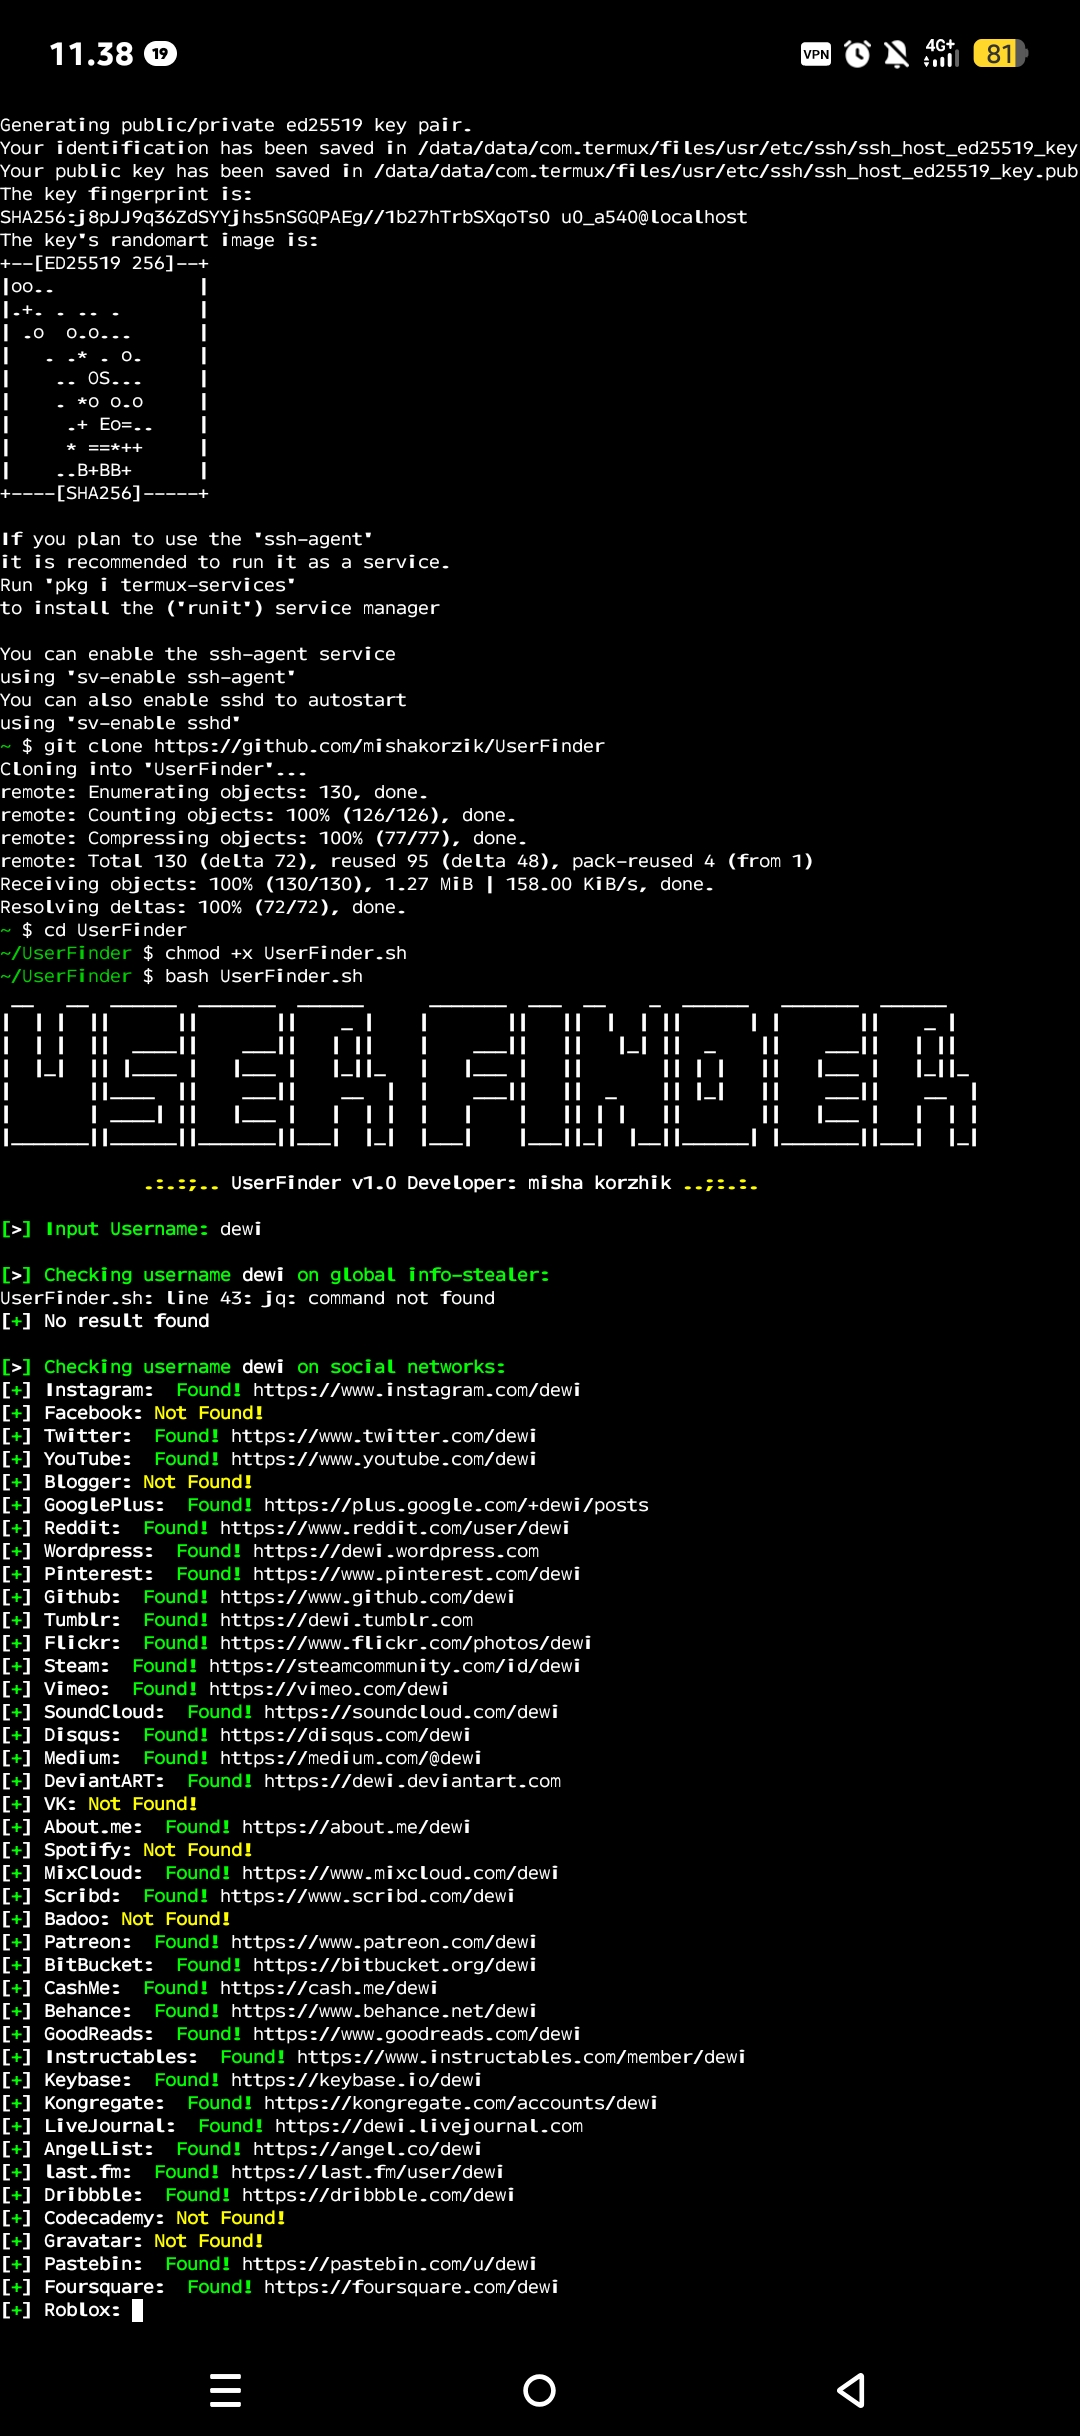 11.38 19 VPN 4G+ 81
Generating public/private ed25519 key pair.
Your identification has been saved in /data/data/com.termux/files/usr/etc/ssh/ssh_host_ed25519_key
Your public key has been saved in /data/data/com.termux/files/usr/etc/ssh/ssh_host_ed25519_key.pub
The key fingerprint is:
SHA256:j8pJJ9q36ZdSYYjhs5nSGQPAEg//1b27hTrbSXqoTs0 u0_a540@localhost
The key's randomart image is:
+--[ED25519 256]--+
|oo..             |
|.+. . .. .       |
| .o  o.o...      |
|   . .* . o.     |
|    .. OS...     |
|    . *o o.o     |
|     .+ Eo=..    |
|     * ==*++     |
|    ..B+BB+      |
+----[SHA256]-----+
If you plan to use the 'ssh-agent'
it is recommended to run it as a service.
Run 'pkg i termux-services'
to install the ('runit') service manager
You can enable the ssh-agent service
using 'sv-enable ssh-agent'
You can also enable sshd to autostart
using 'sv-enable sshd'
~ $ git clone https://github.com/mishakorzik/UserFinder
Cloning into 'UserFinder'...
remote: Enumerating objects: 130, done.
remote: Counting objects: 100% (126/126), done.
remote: Compressing objects: 100% (77/77), done.
remote: Total 130 (delta 72), reused 95 (delta 48), pack-reused 4 (from 1)
Receiving objects: 100% (130/130), 1.27 MiB | 158.00 KiB/s, done.
Resolving deltas: 100% (72/72), done.
~ $ cd UserFinder
~/UserFinder $ chmod +x UserFinder.sh
~/UserFinder $ bash UserFinder.sh
USER FINDER
.:.:;.. UserFinder v1.0 Developer: misha korzhik ..;:.:.
[>] Input Username: dewi
[>] Checking username dewi on global info-stealer:
UserFinder.sh: line 43: jq: command not found
[+] No result found
[>] Checking username dewi on social networks:
[+] Instagram:  Found! https://www.instagram.com/dewi
[+] Facebook: Not Found!
[+] Twitter:  Found! https://www.twitter.com/dewi
[+] YouTube:  Found! https://www.youtube.com/dewi
[+] Blogger: Not Found!
[+] GooglePlus:  Found! https://plus.google.com/+dewi/posts
[+] Reddit:  Found! https://www.reddit.com/user/dewi
[+] Wordpress:  Found! https://dewi.wordpress.com
[+] Pinterest:  Found! https://www.pinterest.com/dewi
[+] Github:  Found! https://www.github.com/dewi
[+] Tumblr:  Found! https://dewi.tumblr.com
[+] Flickr:  Found! https://www.flickr.com/photos/dewi
[+] Steam:  Found! https://steamcommunity.com/id/dewi
[+] Vimeo:  Found! https://vimeo.com/dewi
[+] SoundCloud:  Found! https://soundcloud.com/dewi
[+] Disqus:  Found! https://disqus.com/dewi
[+] Medium:  Found! https://medium.com/@dewi
[+] DeviantART:  Found! https://dewi.deviantart.com
[+] VK: Not Found!
[+] About.me:  Found! https://about.me/dewi
[+] Spotify: Not Found!
[+] MixCloud:  Found! https://www.mixcloud.com/dewi
[+] Scribd:  Found! https://www.scribd.com/dewi
[+] Badoo: Not Found!
[+] Patreon:  Found! https://www.patreon.com/dewi
[+] BitBucket:  Found! https://bitbucket.org/dewi
[+] CashMe:  Found! https://cash.me/dewi
[+] Behance:  Found! https://www.behance.net/dewi
[+] GoodReads:  Found! https://www.goodreads.com/dewi
[+] Instructables:  Found! https://www.instructables.com/member/dewi
[+] Keybase:  Found! https://keybase.io/dewi
[+] Kongregate:  Found! https://kongregate.com/accounts/dewi
[+] LiveJournal:  Found! https://dewi.livejournal.com
[+] AngelList:  Found! https://angel.co/dewi
[+] last.fm:  Found! https://last.fm/user/dewi
[+] Dribbble:  Found! https://dribbble.com/dewi
[+] Codecademy: Not Found!
[+] Gravatar: Not Found!
[+] Pastebin:  Found! https://pastebin.com/u/dewi
[+] Foursquare:  Found! https://foursquare.com/dewi
[+] Roblox: